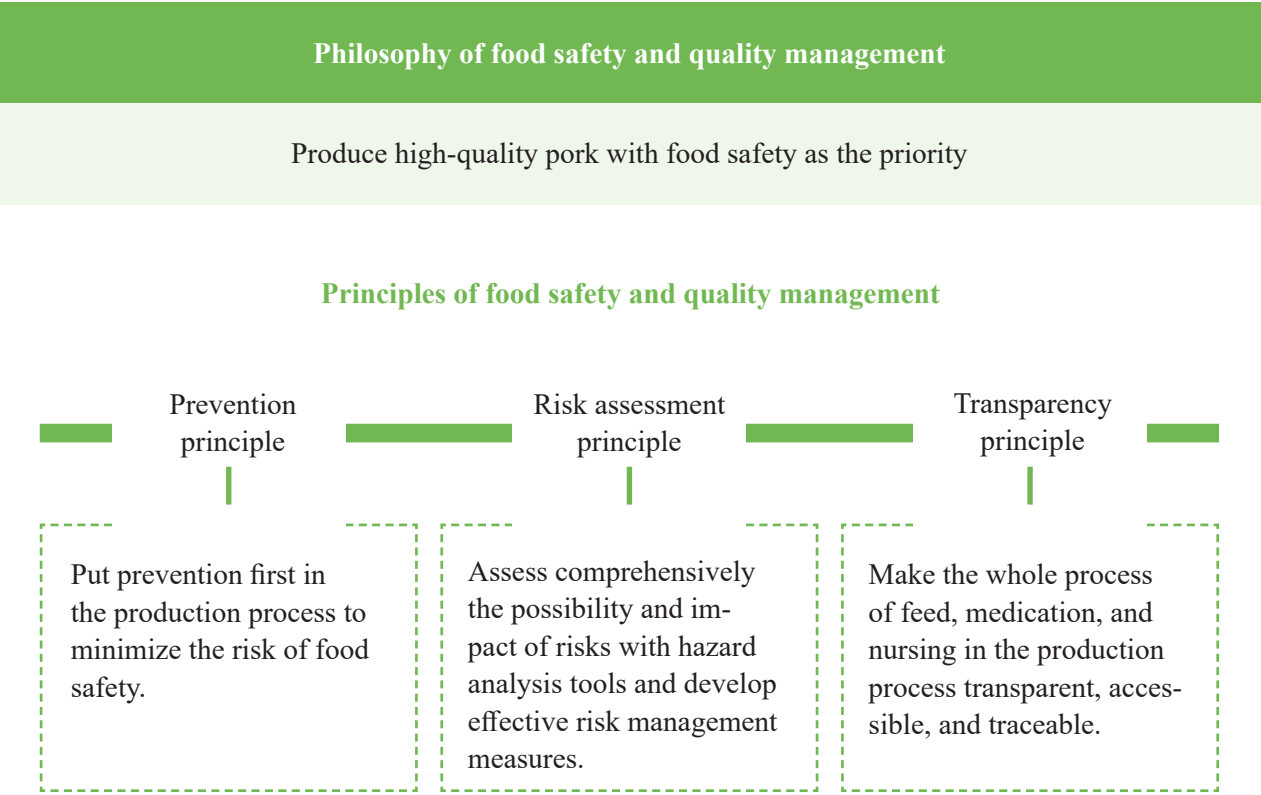 Philosophy of food safety and quality management
Produce high-quality pork with food safety as the priority
Principles of food safety and quality management
Prevention
principle
Put prevention first in
the production process to
minimize the risk of food
safety.
Risk assessment
principle
Assess comprehensively
the possibility and im-
pact of risks with hazard
analysis tools and develop
effective risk management
measures.
Transparency
principle
Make the whole process
of feed, medication, and
nursing in the production
process transparent, acces-
sible, and traceable.